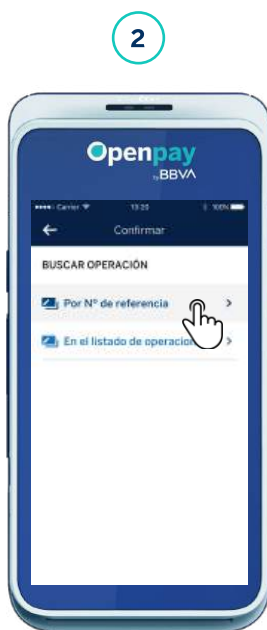 2
Openpay
by BBVA
Carrier 13:20 100%
← Confirmar
BUSCAR OPERACIÓN
Por Nº de referencia >
En el listado de operacion >